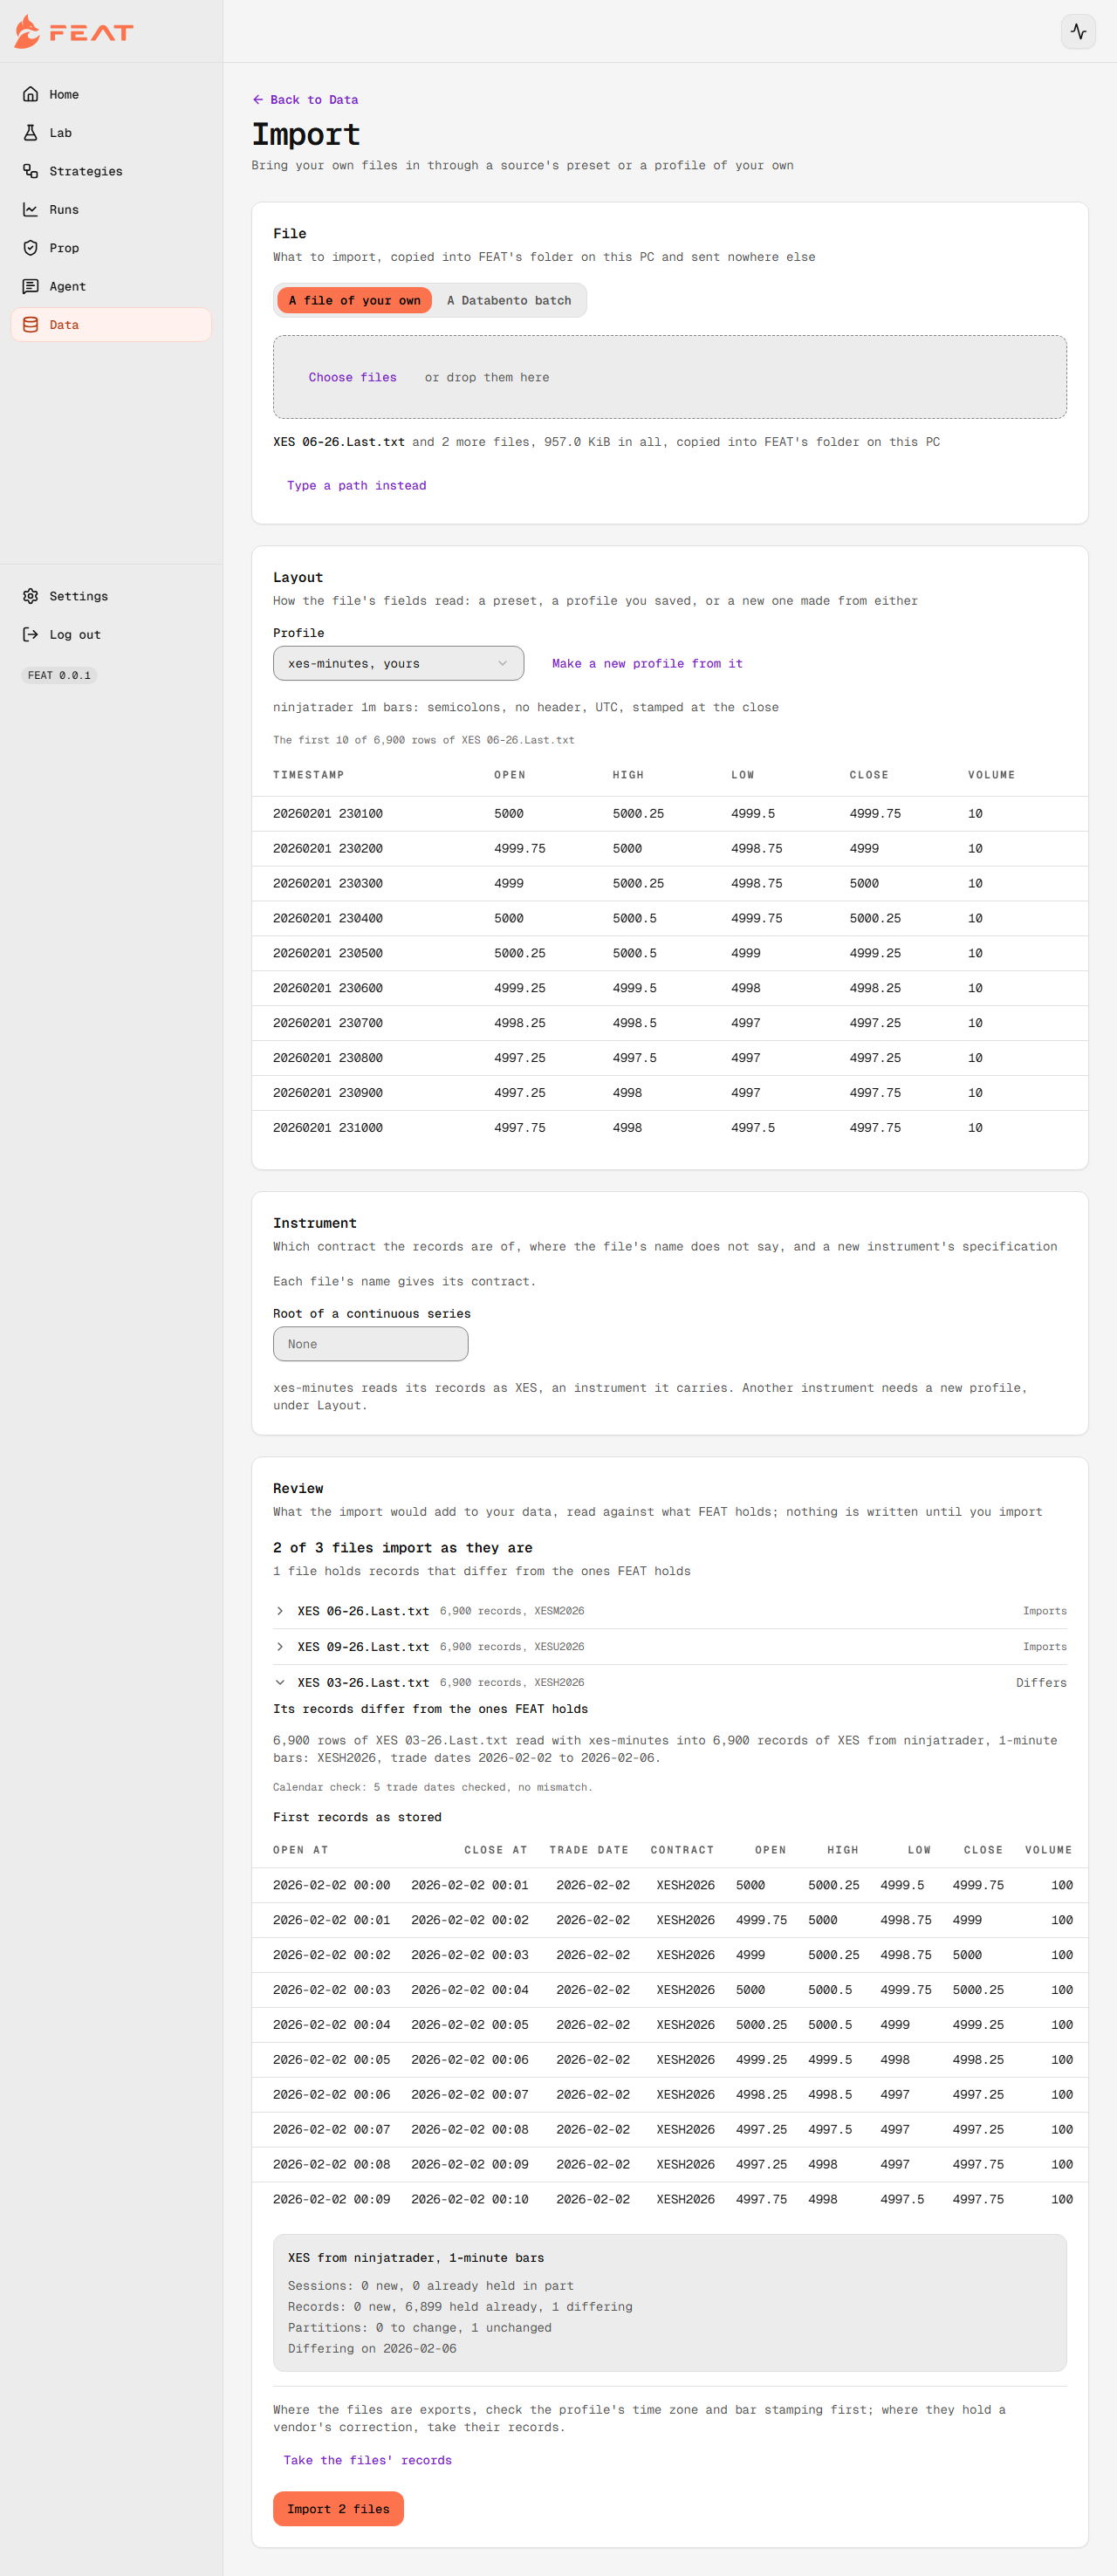 FEAT
Home
Lab
Strategies
Runs
Prop
Agent
Data
Settings
Log out
FEAT 0.0.1
Back to Data
Import
Bring your own files in through a source's preset or a profile of your own
File
What to import, copied into FEAT's folder on this PC and sent nowhere else
A file of your own A Databento batch
Choose files or drop them here
XES 06-26.Last.txt and 2 more files, 957.0 KiB in all, copied into FEAT's folder on this PC
Type a path instead
Layout
How the file's fields read: a preset, a profile you saved, or a new one made from either
Profile
xes-minutes, yours Make a new profile from it
ninjatrader 1m bars: semicolons, no header, UTC, stamped at the close
The first 10 of 6,900 rows of XES 06-26.Last.txt
TIMESTAMP OPEN HIGH LOW CLOSE VOLUME
20260201 230100 5000 5000.25 4999.5 4999.75 10
20260201 230200 4999.75 5000 4998.75 4999 10
20260201 230300 4999 5000.25 4998.75 5000 10
20260201 230400 5000 5000.5 4999.75 5000.25 10
20260201 230500 5000.25 5000.5 4999 4999.25 10
20260201 230600 4999.25 4999.5 4998 4998.25 10
20260201 230700 4998.25 4998.5 4997 4997.25 10
20260201 230800 4997.25 4997.5 4997 4997.25 10
20260201 230900 4997.25 4998 4997 4997.75 10
20260201 231000 4997.75 4998 4997.5 4997.75 10
Instrument
Which contract the records are of, where the file's name does not say, and a new instrument's specification
Each file's name gives its contract.
Root of a continuous series
None
xes-minutes reads its records as XES, an instrument it carries. Another instrument needs a new profile,
under Layout.
Review
What the import would add to your data, read against what FEAT holds; nothing is written until you import
2 of 3 files import as they are
1 file holds records that differ from the ones FEAT holds
XES 06-26.Last.txt 6,900 records, XESM2026 Imports
XES 09-26.Last.txt 6,900 records, XESU2026 Imports
XES 03-26.Last.txt 6,900 records, XESH2026 Differs
Its records differ from the ones FEAT holds
6,900 rows of XES 03-26.Last.txt read with xes-minutes into 6,900 records of XES from ninjatrader, 1-minute
bars: XESH2026, trade dates 2026-02-02 to 2026-02-06.
Calendar check: 5 trade dates checked, no mismatch.
First records as stored
OPEN AT CLOSE AT TRADE DATE CONTRACT OPEN HIGH LOW CLOSE VOLUME
2026-02-02 00:00 2026-02-02 00:01 2026-02-02 XESH2026 5000 5000.25 4999.5 4999.75 100
2026-02-02 00:01 2026-02-02 00:02 2026-02-02 XESH2026 4999.75 5000 4998.75 4999 100
2026-02-02 00:02 2026-02-02 00:03 2026-02-02 XESH2026 4999 5000.25 4998.75 5000 100
2026-02-02 00:03 2026-02-02 00:04 2026-02-02 XESH2026 5000 5000.5 4999.75 5000.25 100
2026-02-02 00:04 2026-02-02 00:05 2026-02-02 XESH2026 5000.25 5000.5 4999 4999.25 100
2026-02-02 00:05 2026-02-02 00:06 2026-02-02 XESH2026 4999.25 4999.5 4998 4998.25 100
2026-02-02 00:06 2026-02-02 00:07 2026-02-02 XESH2026 4998.25 4998.5 4997 4997.25 100
2026-02-02 00:07 2026-02-02 00:08 2026-02-02 XESH2026 4997.25 4997.5 4997 4997.25 100
2026-02-02 00:08 2026-02-02 00:09 2026-02-02 XESH2026 4997.25 4998 4997 4997.75 100
2026-02-02 00:09 2026-02-02 00:10 2026-02-02 XESH2026 4997.75 4998 4997.5 4997.75 100
XES from ninjatrader, 1-minute bars
Sessions: 0 new, 0 already held in part
Records: 0 new, 6,899 held already, 1 differing
Partitions: 0 to change, 1 unchanged
Differing on 2026-02-06
Where the files are exports, check the profile's time zone and bar stamping first; where they hold a
vendor's correction, take their records.
Take the files' records
Import 2 files